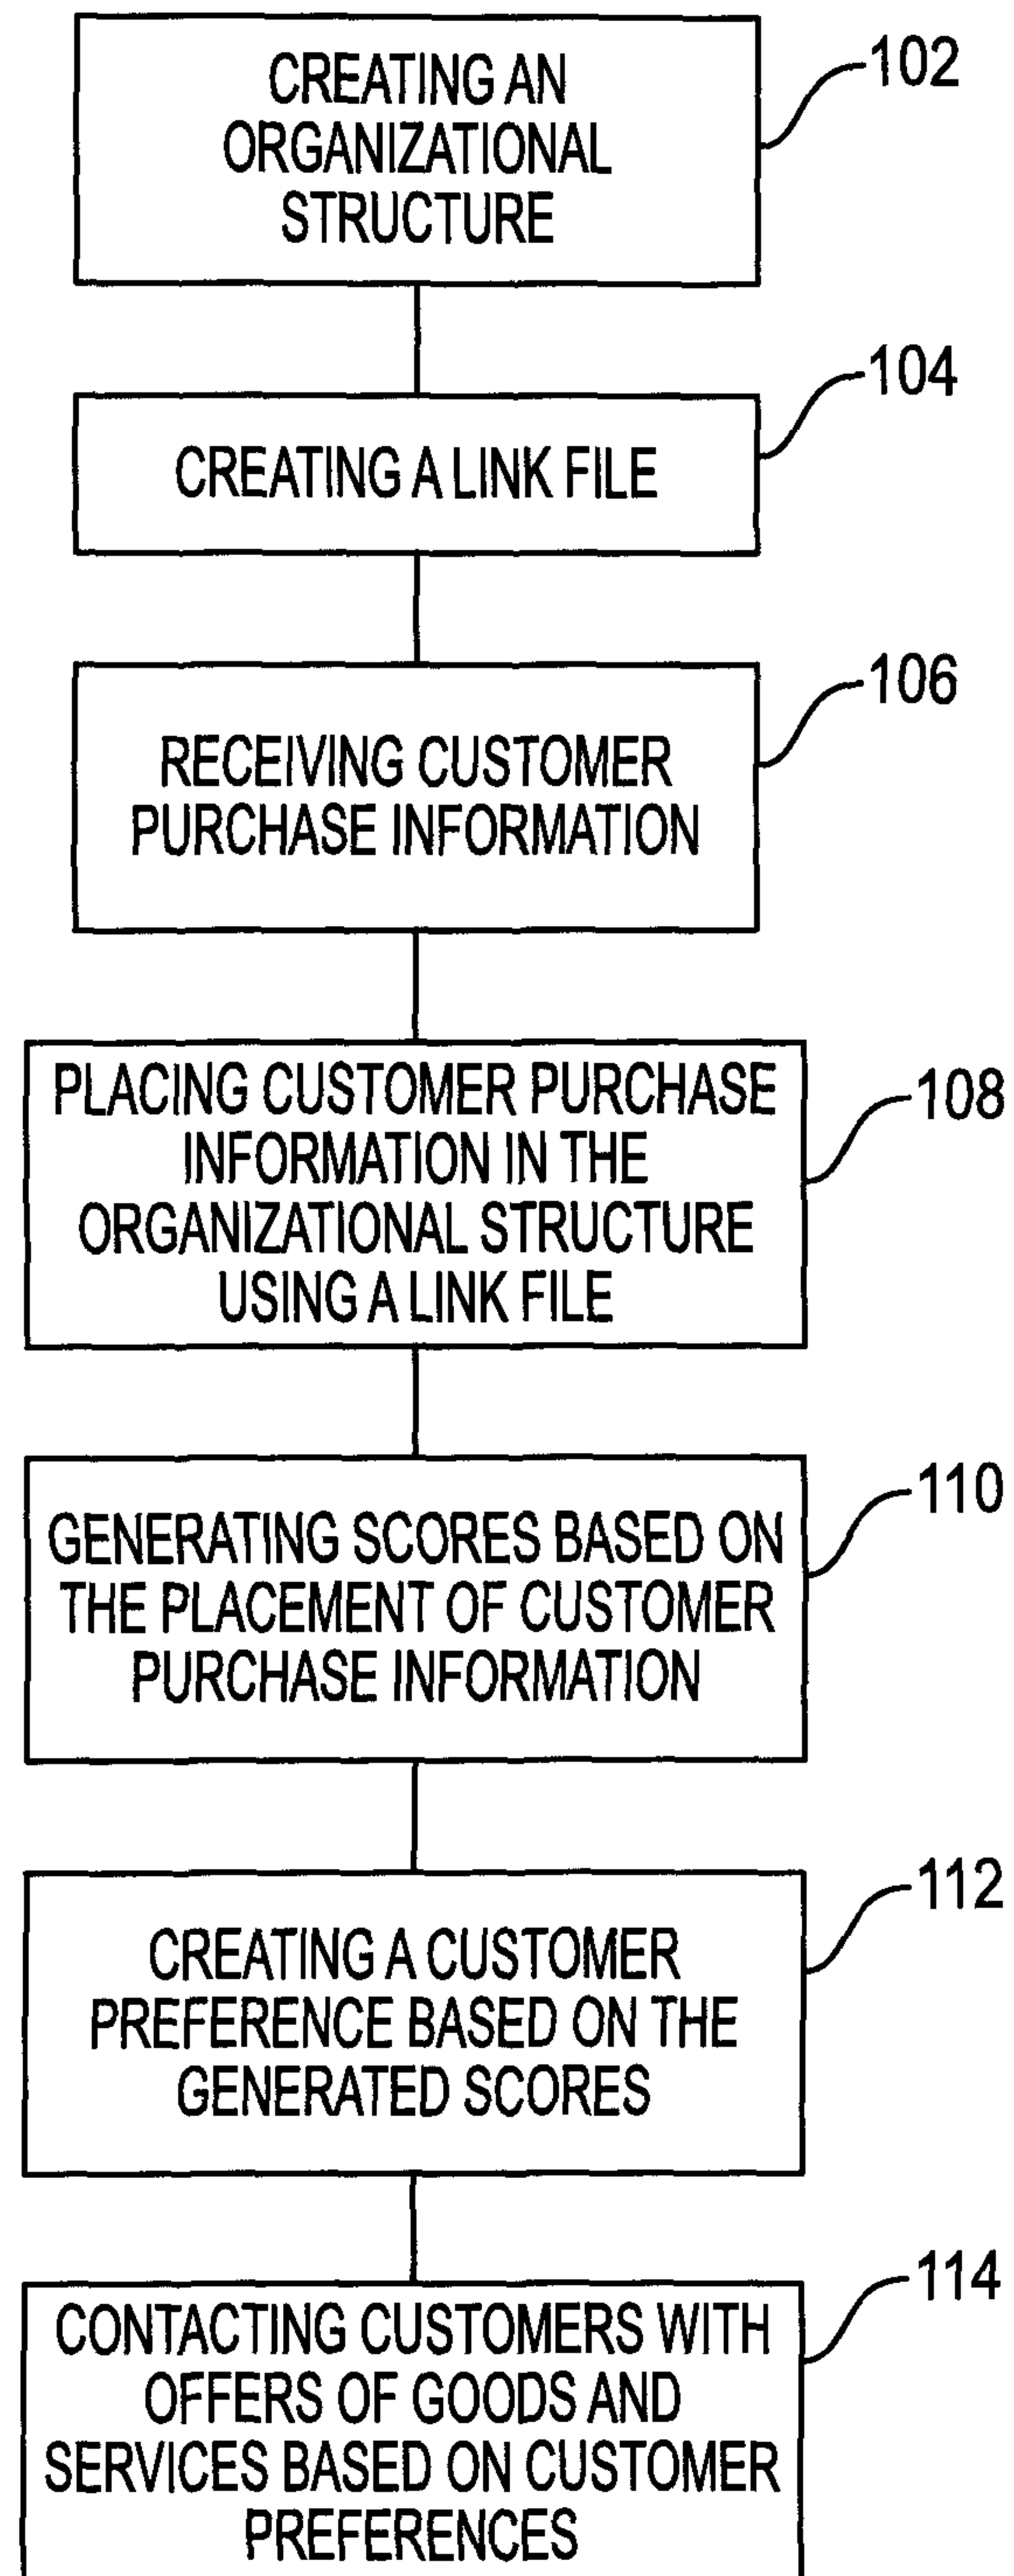 CREATING AN
ORGANIZATIONAL
STRUCTURE
102
CREATING A LINK FILE
104
RECEIVING CUSTOMER
PURCHASE INFORMATION
106
PLACING CUSTOMER PURCHASE
INFORMATION IN THE
ORGANIZATIONAL STRUCTURE
USING A LINK FILE
108
GENERATING SCORES BASED ON
THE PLACEMENT OF CUSTOMER
PURCHASE INFORMATION
110
CREATING A CUSTOMER
PREFERENCE BASED ON THE
GENERATED SCORES
112
CONTACTING CUSTOMERS WITH
OFFERS OF GOODS AND
SERVICES BASED ON CUSTOMER
PREFERENCES
114